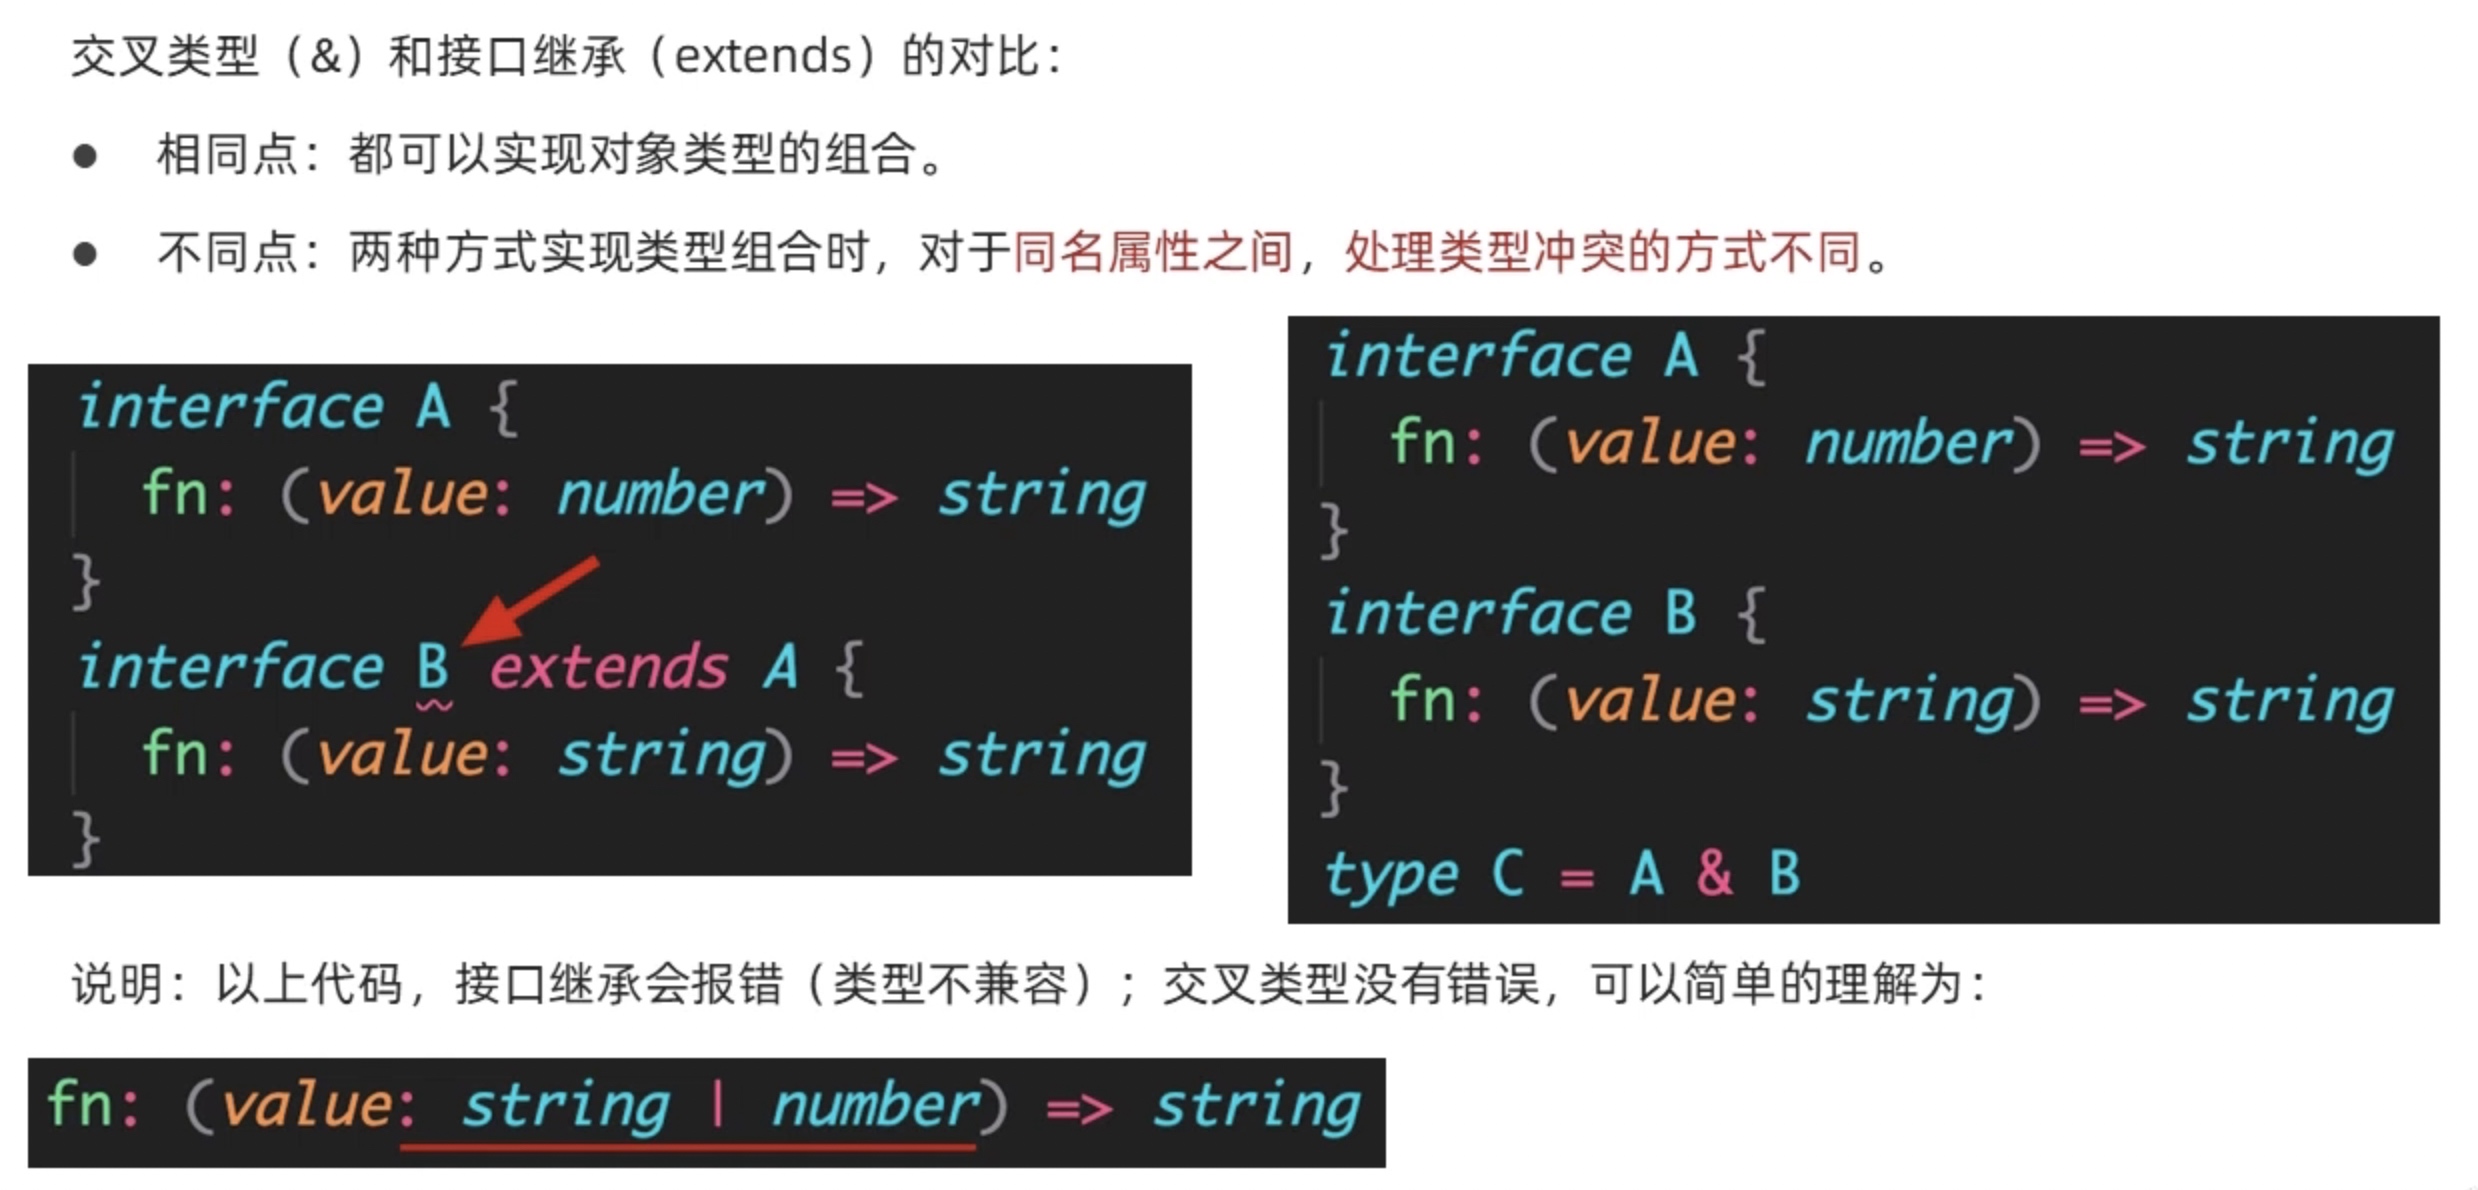 交叉类型（&）和接口继承（extends）的对比：
● 相同点：都可以实现对象类型的组合。
● 不同点：两种方式实现类型组合时，对于同名属性之间，处理类型冲突的方式不同。
interface A {
fn: (value: number) => string
}
interface B extends A {
fn: (value: string) => string
}
interface A {
fn: (value: number) => string
}
interface B {
fn: (value: string) => string
}
type C = A & B
说明：以上代码，接口继承会报错（类型不兼容）；交叉类型没有错误，可以简单的理解为：
fn: (value: string | number) => string